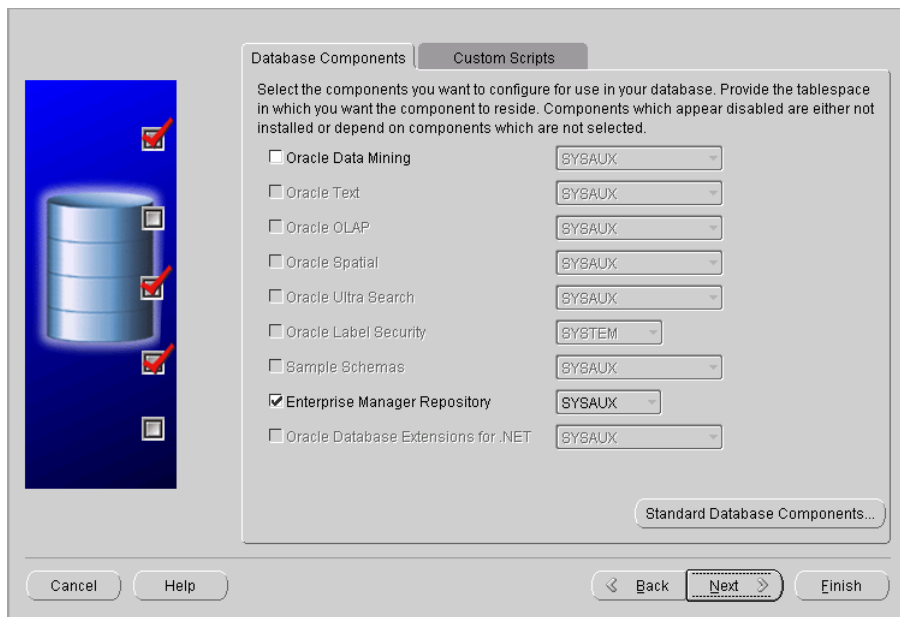 Database Components
Custom Scripts
Select the components you want to configure for use in your database. Provide the tablespace
in which you want the component to reside. Components which appear disabled are either not
installed or depend on components which are not selected.
Oracle Data Mining SYSAUX
Oracle Text SYSAUX
Oracle OLAP SYSAUX
Oracle Spatial SYSAUX
Oracle Ultra Search SYSAUX
Oracle Label Security SYSTEM
Sample Schemas SYSAUX
Enterprise Manager Repository SYSAUX
Oracle Database Extensions for .NET SYSAUX
Standard Database Components...
Cancel Help Back Next Finish